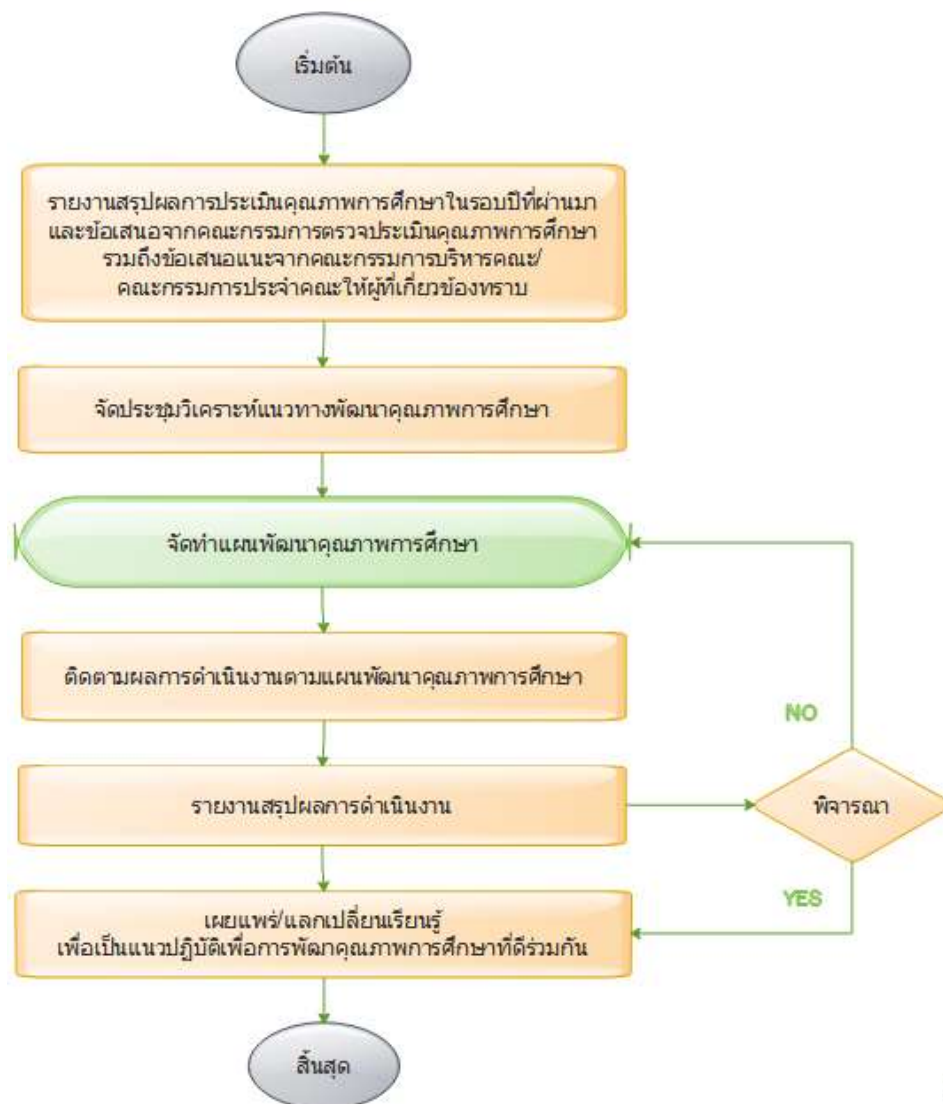 เริ่มต้น
รายงานสรุปผลการประเมินคุณภาพการศึกษาในรอบปีที่ผ่านมา
และข้อเสนอจากคณะกรรมการตรวจประเมินคุณภาพการศึกษา
รวมถึงข้อเสนอแนะจากคณะกรรมการบริหารคณะ/
คณะกรรมการประจำคณะให้ผู้ที่เกี่ยวข้องทราบ
จัดประชุมวิเคราะห์แนวทางพัฒนาคุณภาพการศึกษา
จัดทำแผนพัฒนาคุณภาพการศึกษา
ติดตามผลการดำเนินงานตามแผนพัฒนาคุณภาพการศึกษา
NO
รายงานสรุปผลการดำเนินงาน
พิจารณา
YES
เผยแพร่/แลกเปลี่ยนเรียนรู้
เพื่อเป็นแนวปฏิบัติเพื่อการพัฒาคุณภาพการศึกษาที่ดีร่วมกัน
สิ้นสุด